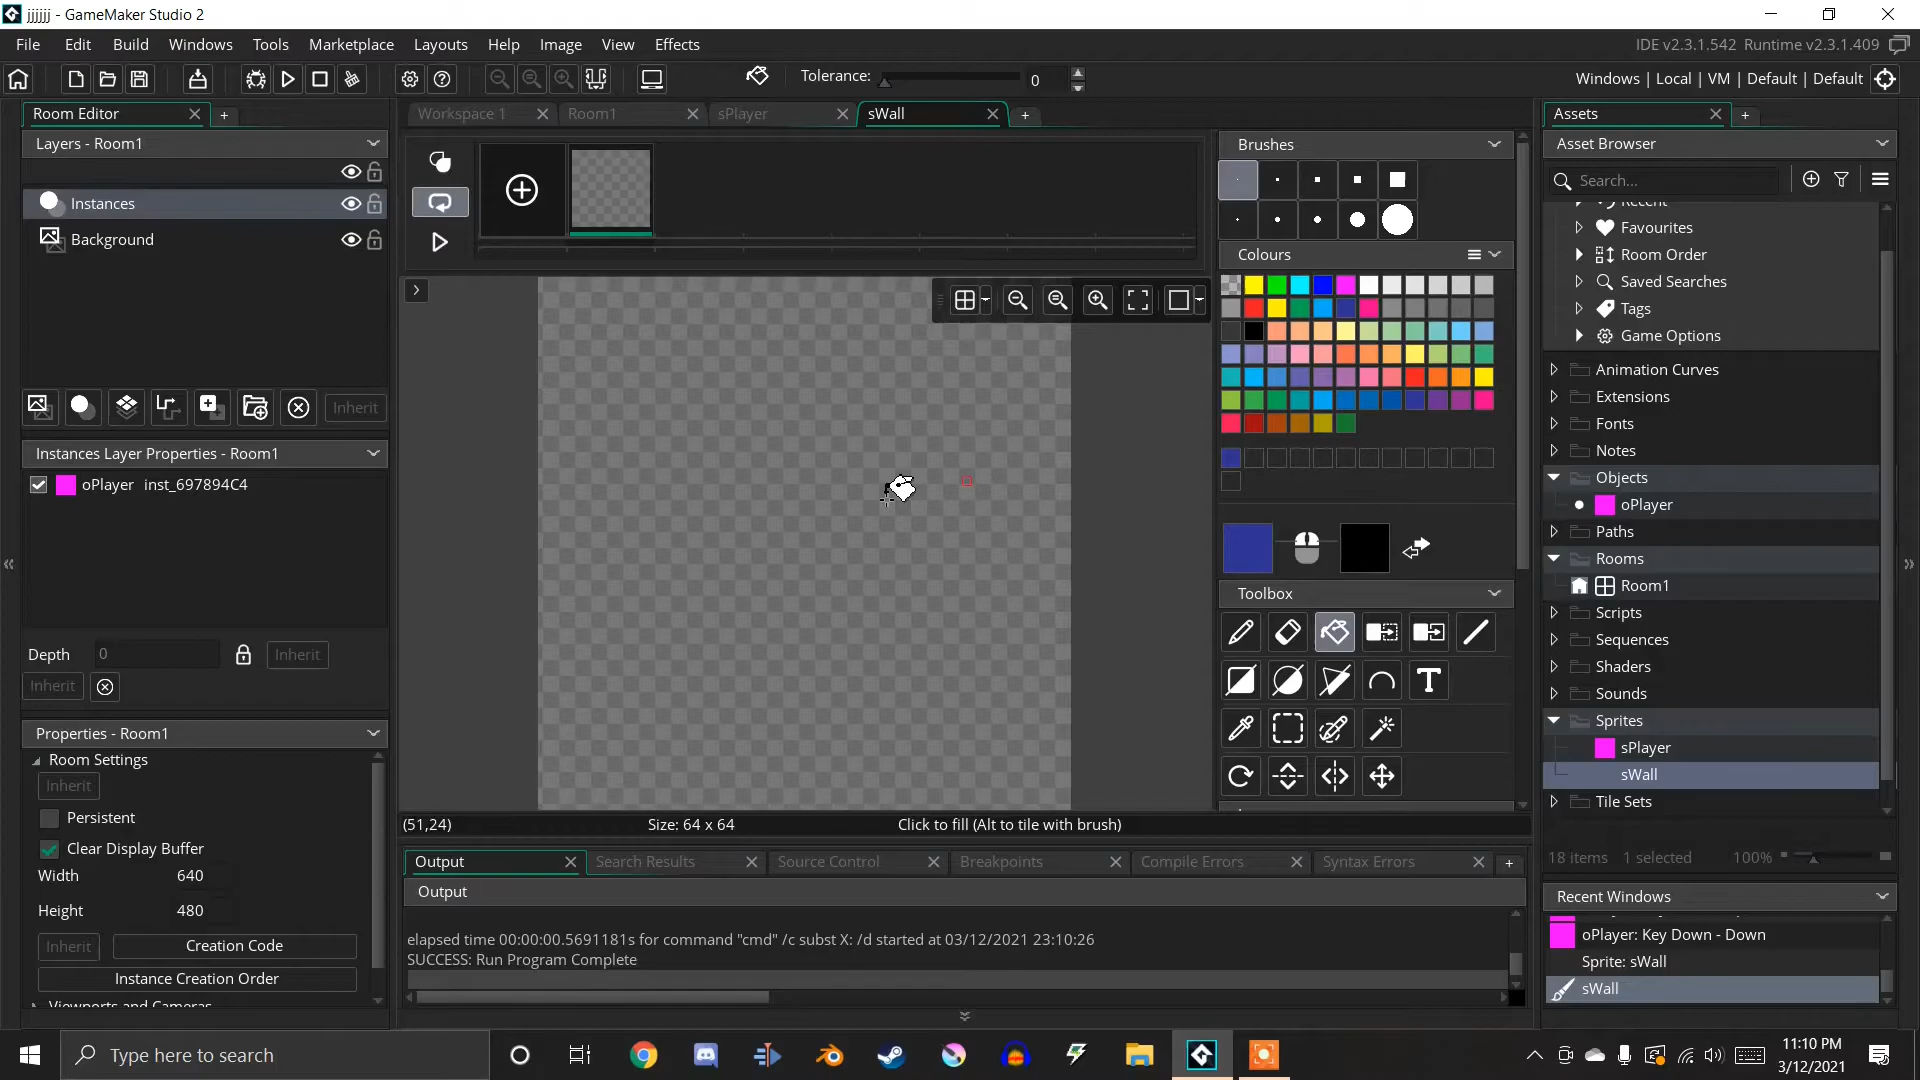 jjjjjj - GameMaker Studio 2
File Edit Build Windows Tools Marketplace Layouts Help Image View Effects
IDE v2.3.1.542 Runtime v2.3.1.409
Tolerance: 0
Windows | Local | VM | Default | Default
Room Editor
Workspace 1
Room1
sPlayer
sWall
Assets
Layers - Room1
Brushes
Asset Browser
Search...
Recent
Instances
Background
Favourites
Room Order
Saved Searches
Tags
Game Options
Colours
Inherit
Instances Layer Properties - Room1
oPlayer inst_697894C4
Animation Curves
Extensions
Fonts
Notes
Objects
oPlayer
Paths
Rooms
Room1
Scripts
Sequences
Shaders
Sounds
Sprites
sPlayer
sWall
Tile Sets
Toolbox
T
Depth 0 Inherit
Inherit
Properties - Room1
Room Settings
Inherit
Persistent
Clear Display Buffer
Width 640
Height 480
Inherit Creation Code
Instance Creation Order
Viewports and Cameras
(51,24) Size: 64 x 64 Click to fill (Alt to tile with brush)
18 items 1 selected 100%
Output Search Results Source Control Breakpoints Compile Errors Syntax Errors
Output
elapsed time 00:00:00.5691181s for command "cmd" /c subst X: /d started at 03/12/2021 23:10:26
SUCCESS: Run Program Complete
Recent Windows
oPlayer: Key Down - Down
Sprite: sWall
sWall
Type here to search
11:10 PM
3/12/2021